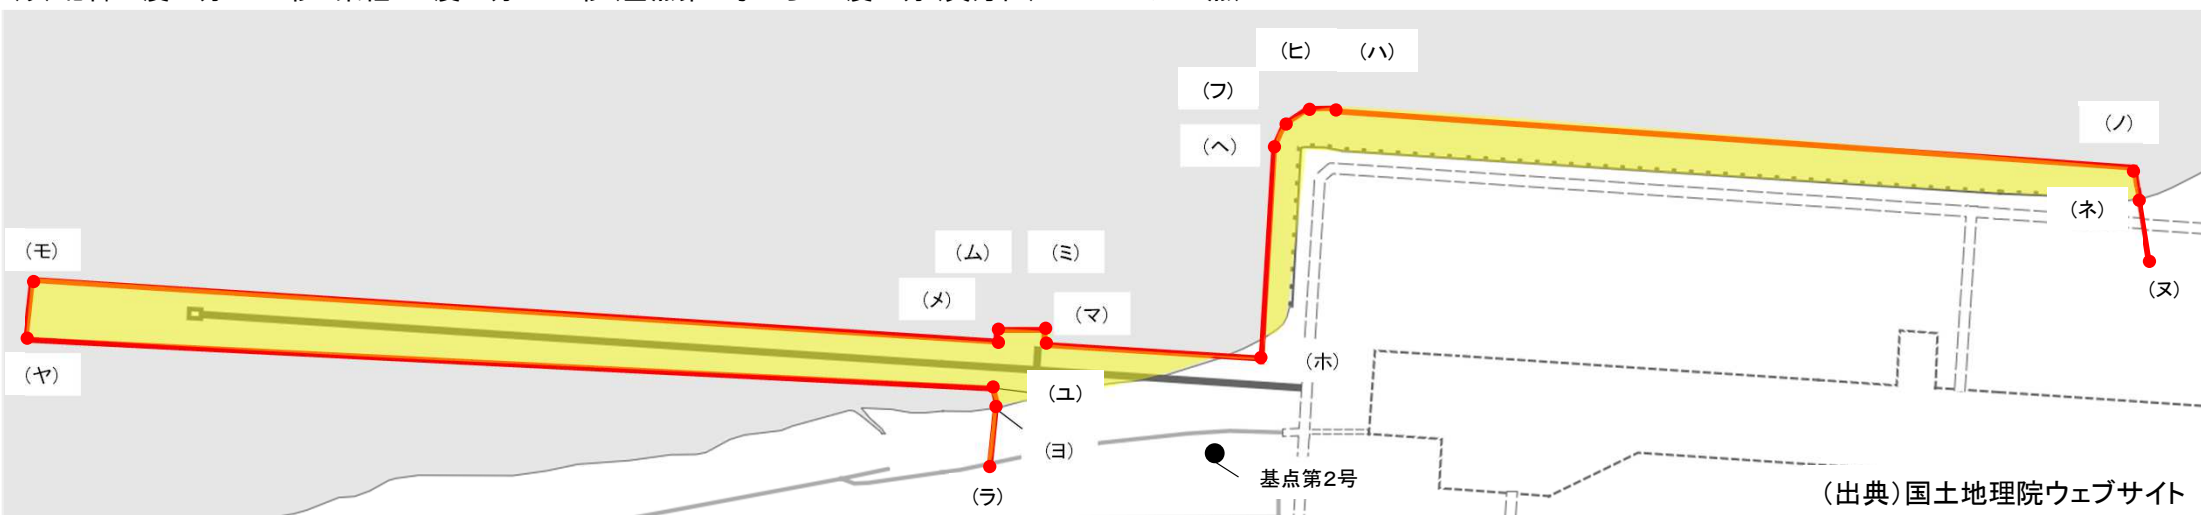 （ヒ）
（ハ）
（フ）
（ノ）
（ヘ）
（ネ）
（モ）
（ム）
（ミ）
（ヌ）
（メ）
（マ）
（ホ）
（ヤ）
（ユ）
（ヨ）
基点第２号
（ラ）
（出典）国土地理院ウェブサイト